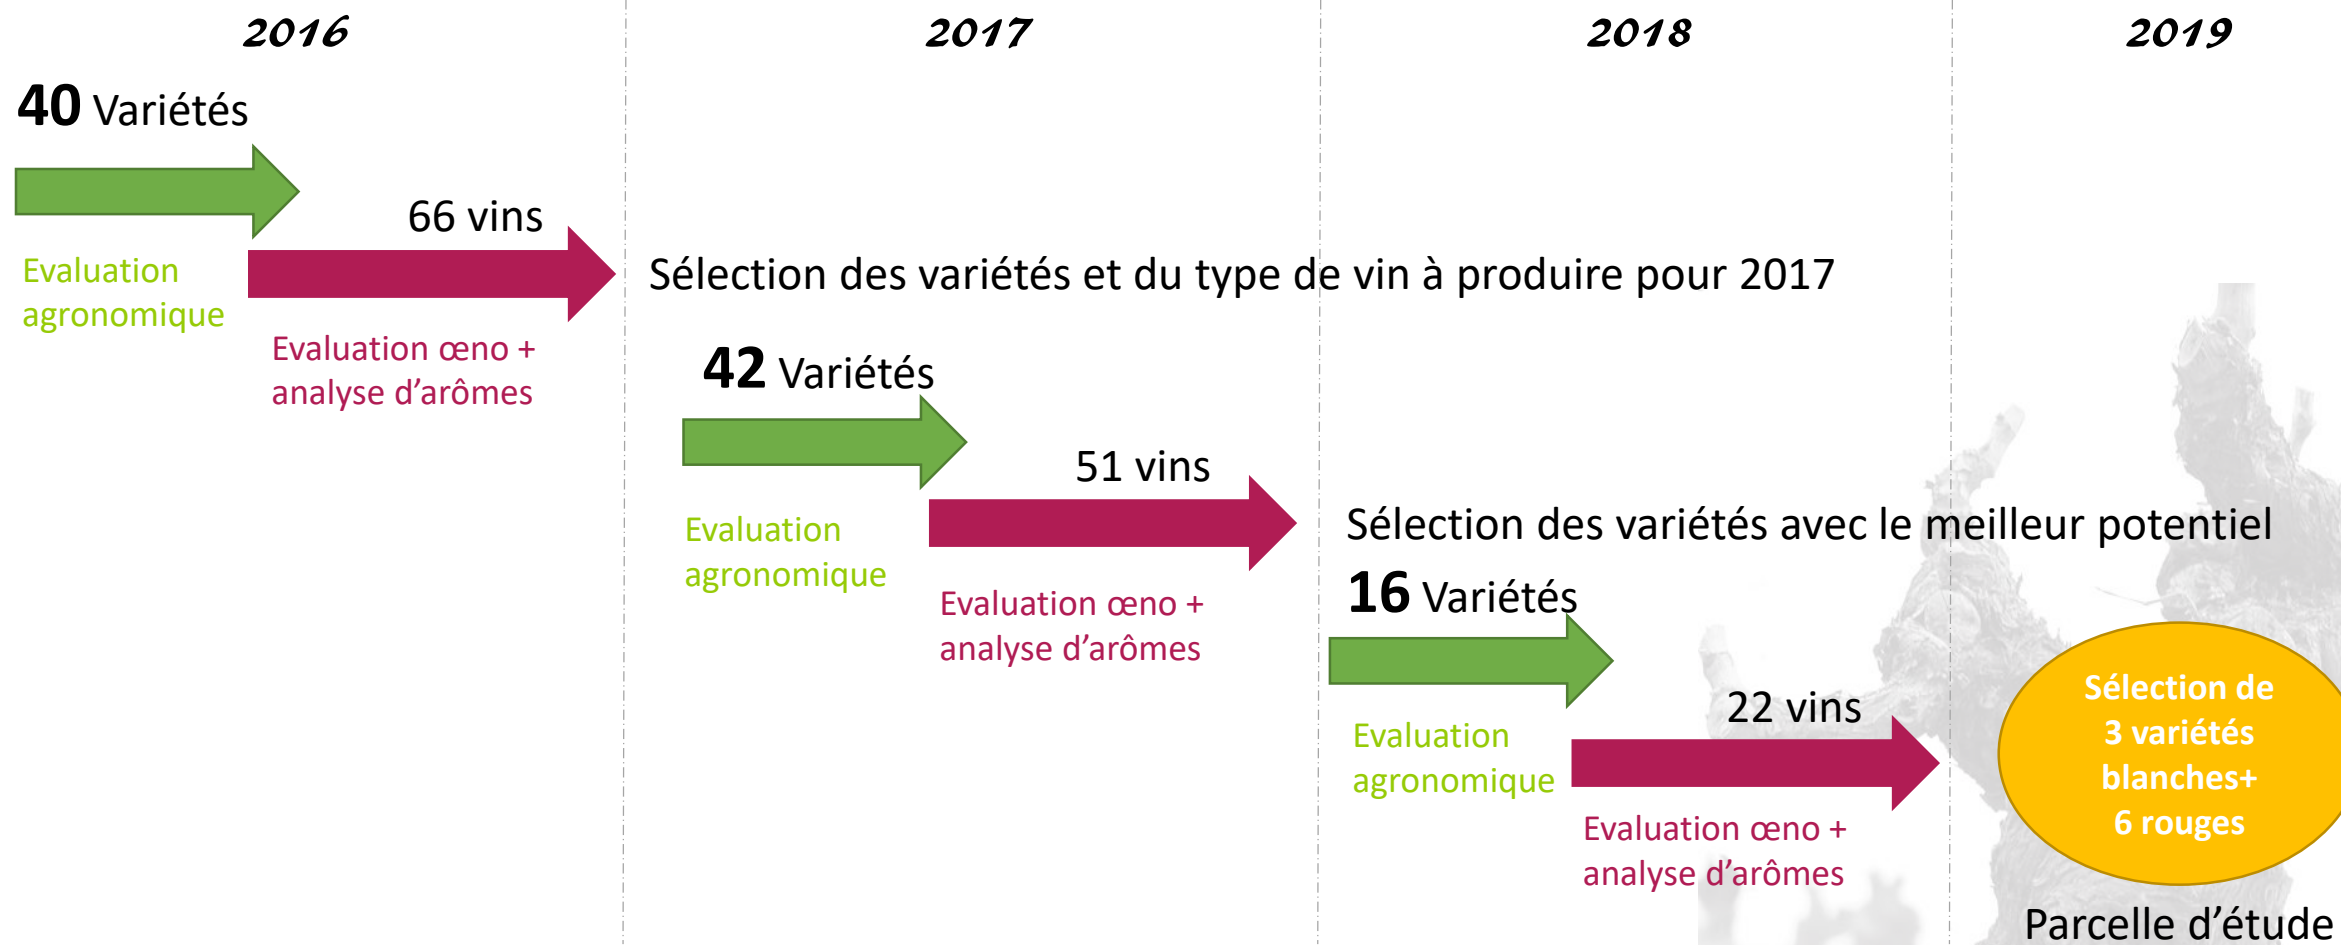 2016
2017
2018
2019
40 Variétés
66 vins
Evaluation
agronomique
Evaluation œno +
analyse d’arômes
Sélection des variétés et du type de vin à produire pour 2017
42 Variétés
51 vins
Evaluation
agronomique
Evaluation œno +
analyse d’arômes
Sélection des variétés avec le meilleur potentiel
16 Variétés
22 vins
Evaluation
agronomique
Evaluation œno +
analyse d’arômes
Sélection de
3 variétés
blanches+
6 rouges
Parcelle d’étude